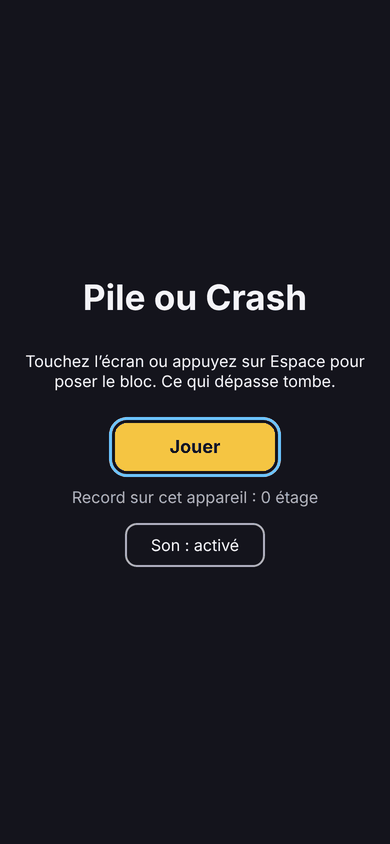 Pile ou Crash
Touchez l’écran ou appuyez sur Espace pour
poser le bloc. Ce qui dépasse tombe.
Jouer
Record sur cet appareil : 0 étage
Son : activé